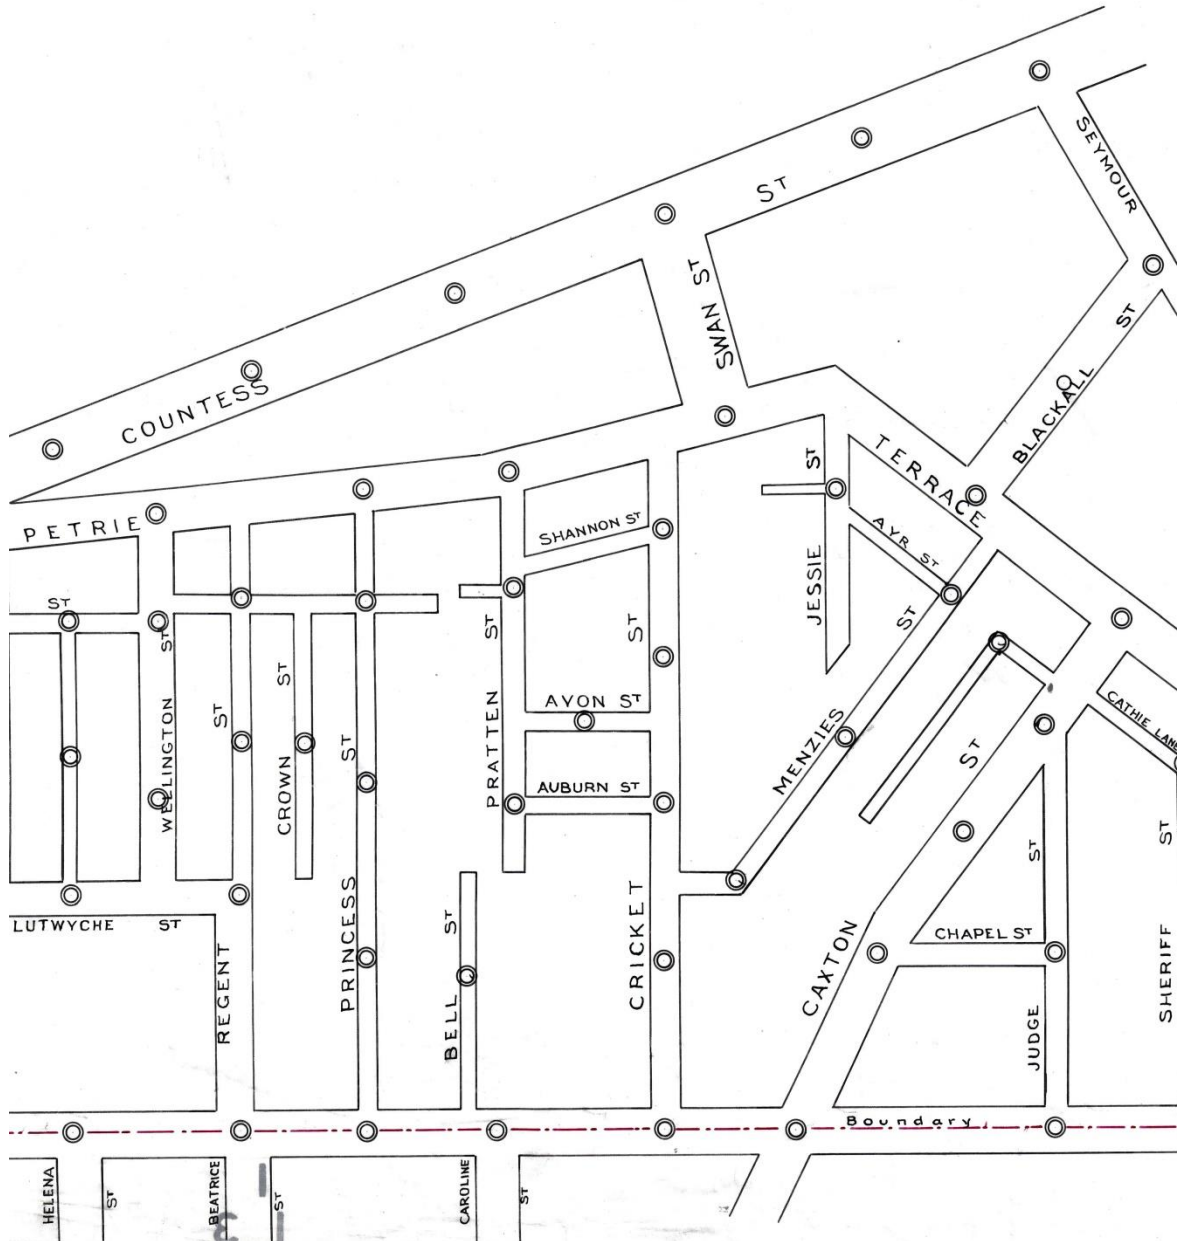 COUNTESS ST
SEYMOUR ST
SWAN ST
BLACKALL
PETRIE TERRACE
SHANNON ST
JESSIE ST
AYR ST
ST
WELLINGTON ST
REGENT ST
CROWN ST
PRINCESS ST
PRATTEN ST
CRICKET ST
AVON ST
AUBURN ST
MENZIES ST
CATHIE LANE
LUTWYCHE ST
BELL ST
CAXTON ST
CHAPEL ST
JUDGE ST
SHERIFF ST
Boundary
HELENA ST
BEATRICE ST
CAROLINE ST
3